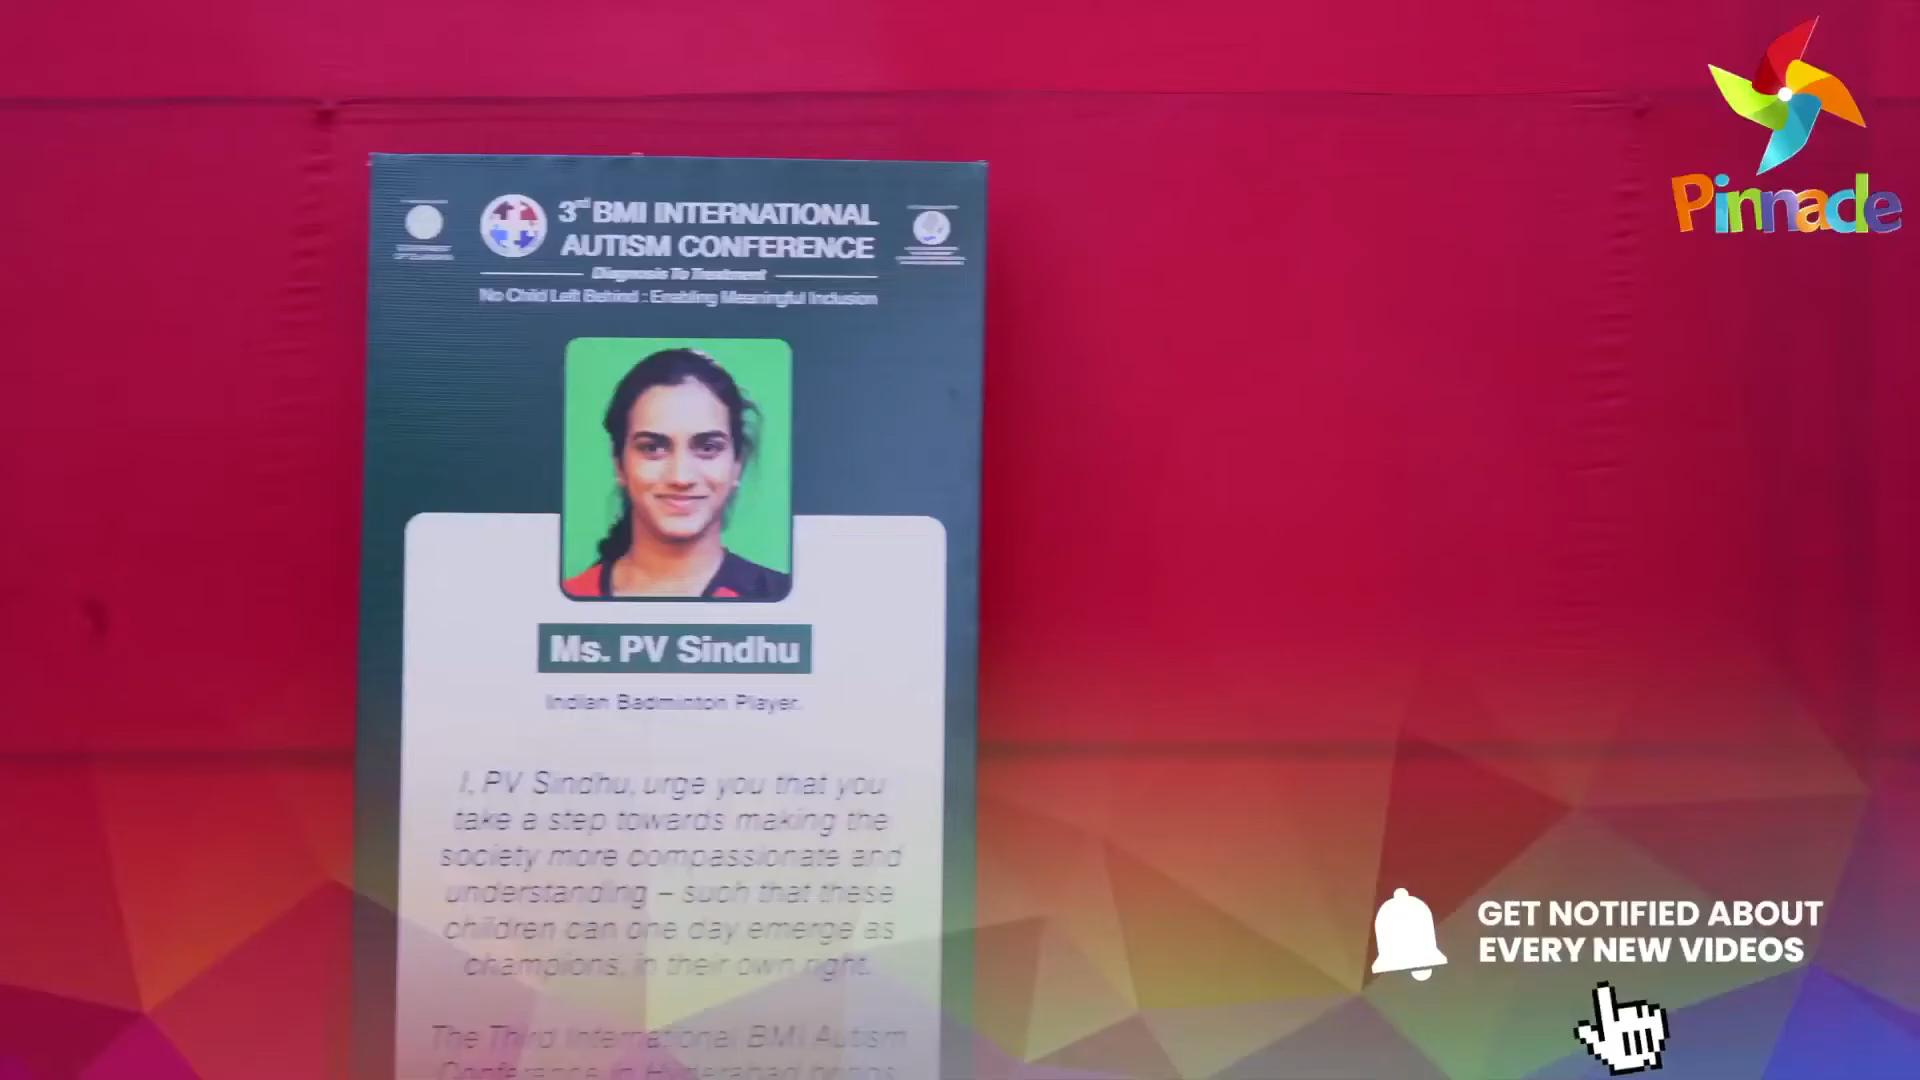 Pinnacle
3rd BMI INTERNATIONAL
AUTISM CONFERENCE
Diagnosis To Treatment
No Child Left Behind : Enabling Meaningful Inclusion
Ms. PV Sindhu
Indian Badminton Player.
I, PV Sindhu, urge you that you
take a step towards making the
society more compassionate and
understanding – such that these
children can one day emerge as
champions, in their own right.
The Third International BMI Autism
Conference in Hyderabad
GET NOTIFIED ABOUT
EVERY NEW VIDEOS